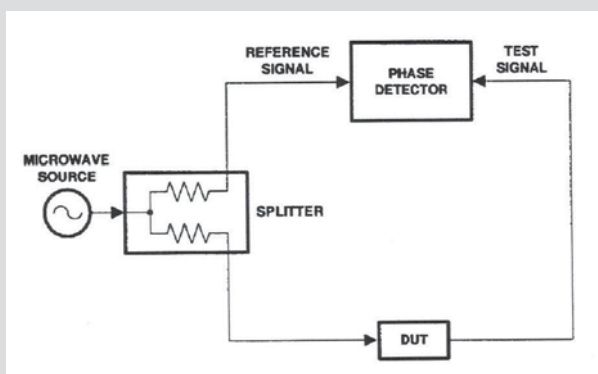 REFERENCE
SIGNAL
PHASE
DETECTOR
TEST
SIGNAL
MICROWAVE
SOURCE
SPLITTER
DUT